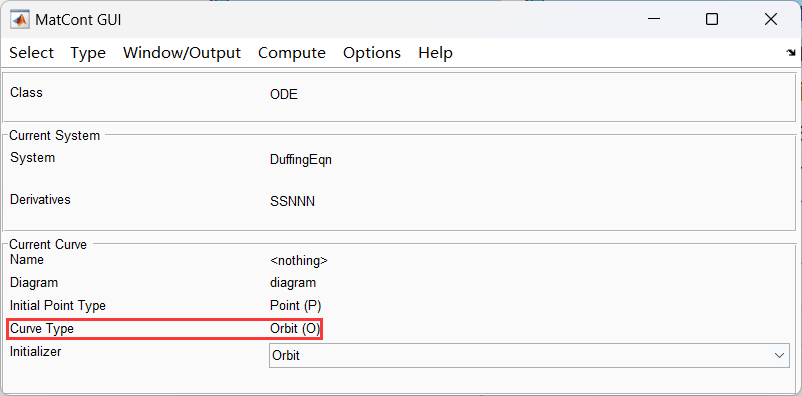 MatCont GUI
Select Type Window/Output Compute Options Help
Class ODE
Current System
System DuffingEqn
Derivatives SSNNN
Current Curve
Name <nothing>
Diagram diagram
Initial Point Type Point (P)
Curve Type Orbit (O)
Initializer Orbit